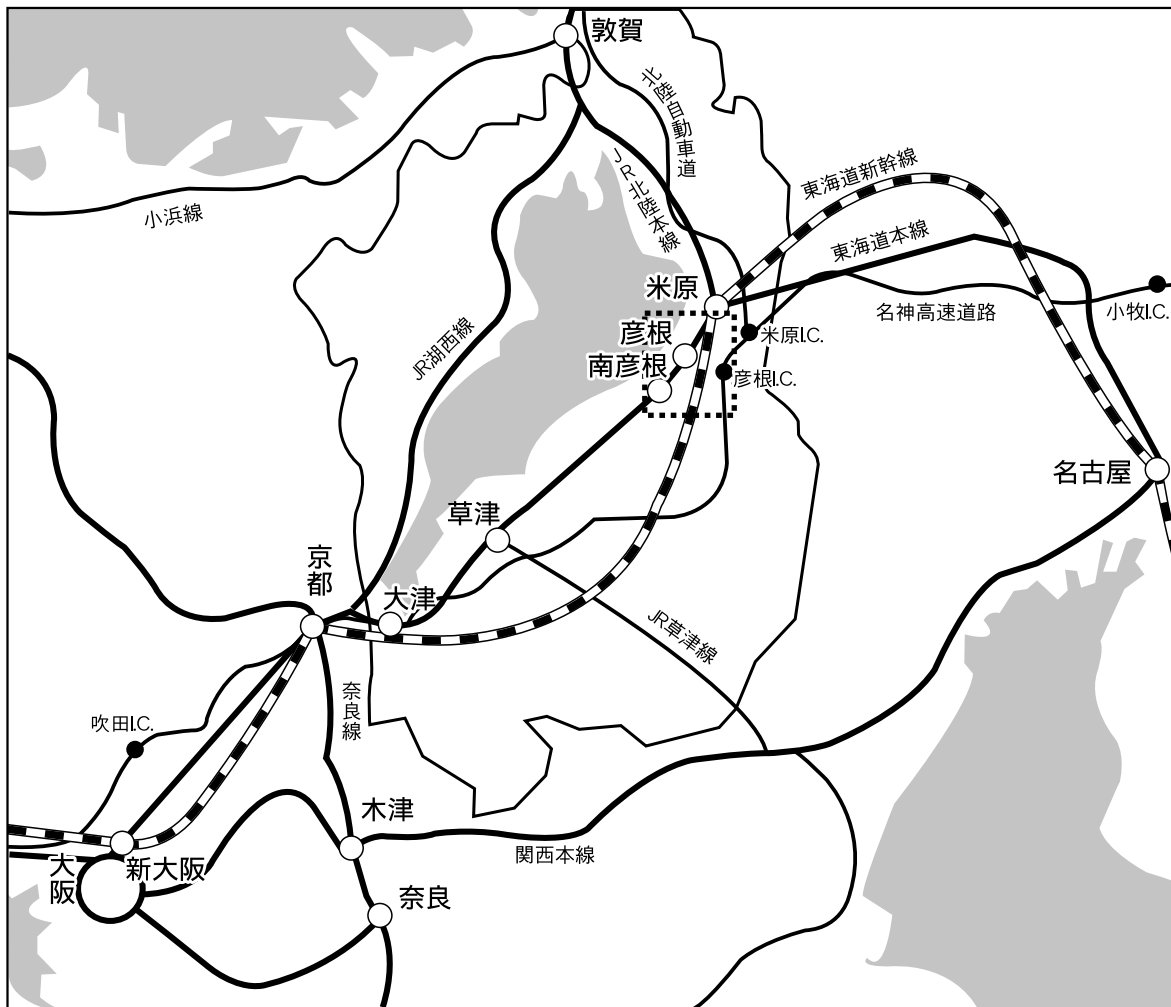 敦賀
北陸自動車道
JR北陸本線
東海道新幹線
小浜線
東海道本線
米原
名神高速道路
小牧I.C.
米原I.C.
彦根
南彦根
彦根I.C.
JR湖西線
名古屋
草津
京都
大津
JR草津線
奈良線
吹田I.C.
木津
関西本線
新大阪
大阪
奈良